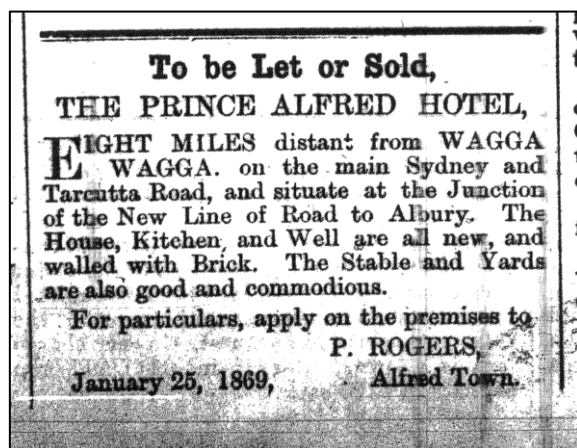 To be Let or Sold,
THE PRINCE ALFRED HOTEL,
EIGHT MILES distant from WAGGA
WAGGA. on the main Sydney and
Tarcutta Road, and situate at the Junction
of the New Line of Road to Albury. The
House, Kitchen, and Well are all new, and
walled with Brick. The Stable and Yards
are also good and commodious.
For particulars, apply on the premises to
P. ROGERS,
January 25, 1869, Alfred Town.